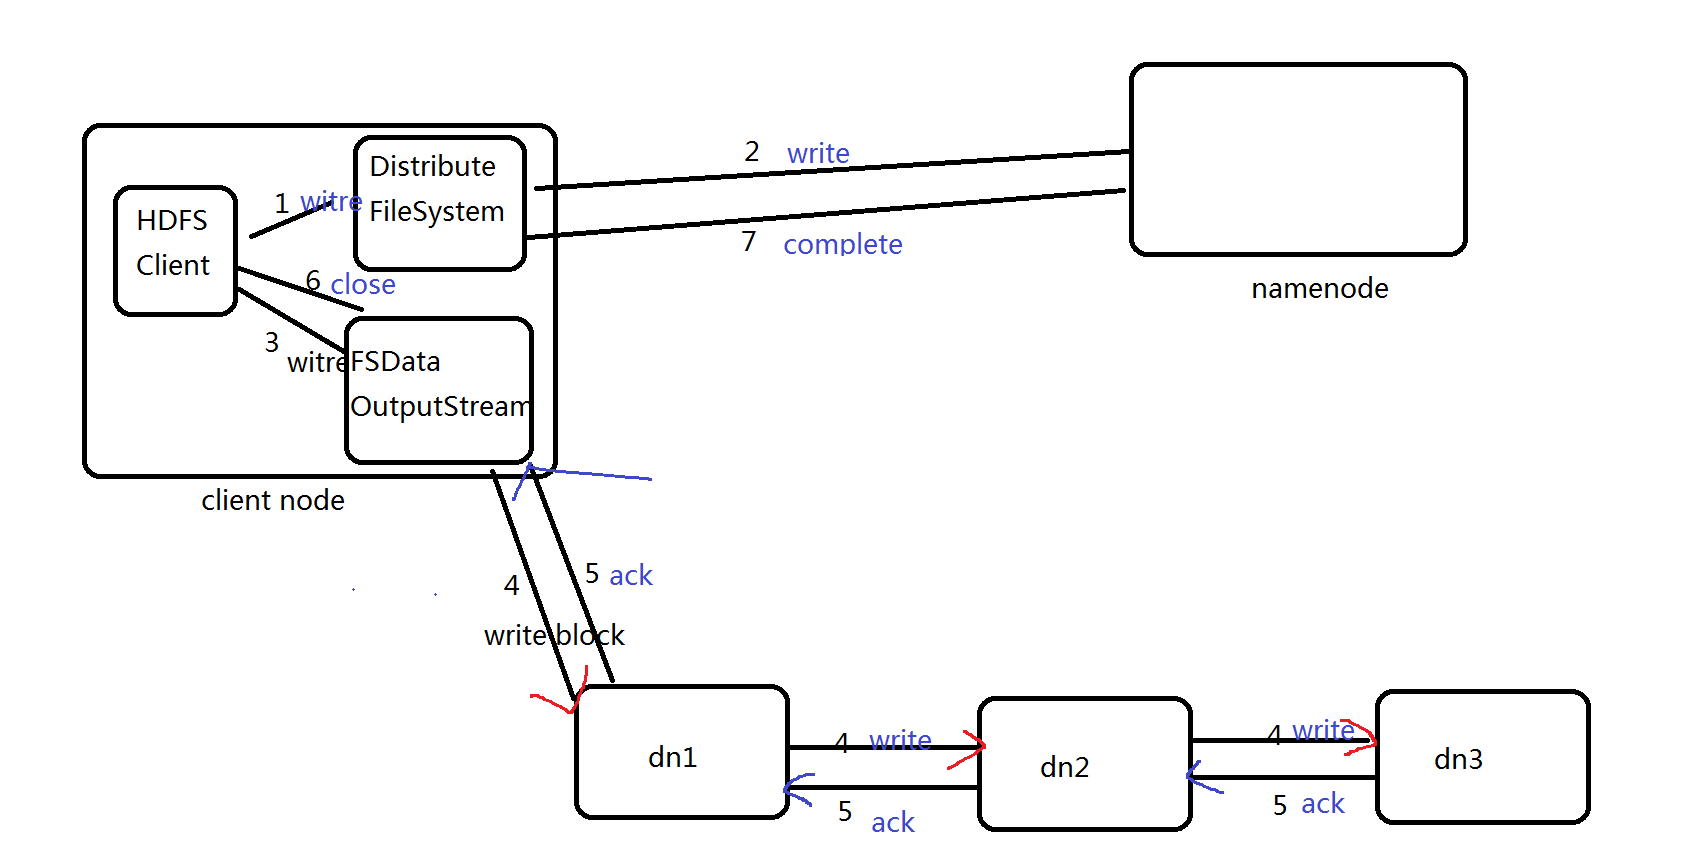 Distribute
FileSystem
HDFS
Client
1 witre
2 write
7 complete
namenode
6 close
3
witre
FSData
OutputStream
client node
4
write block
5 ack
dn1
4 write
5
ack
dn2
4 write
5 ack
dn3